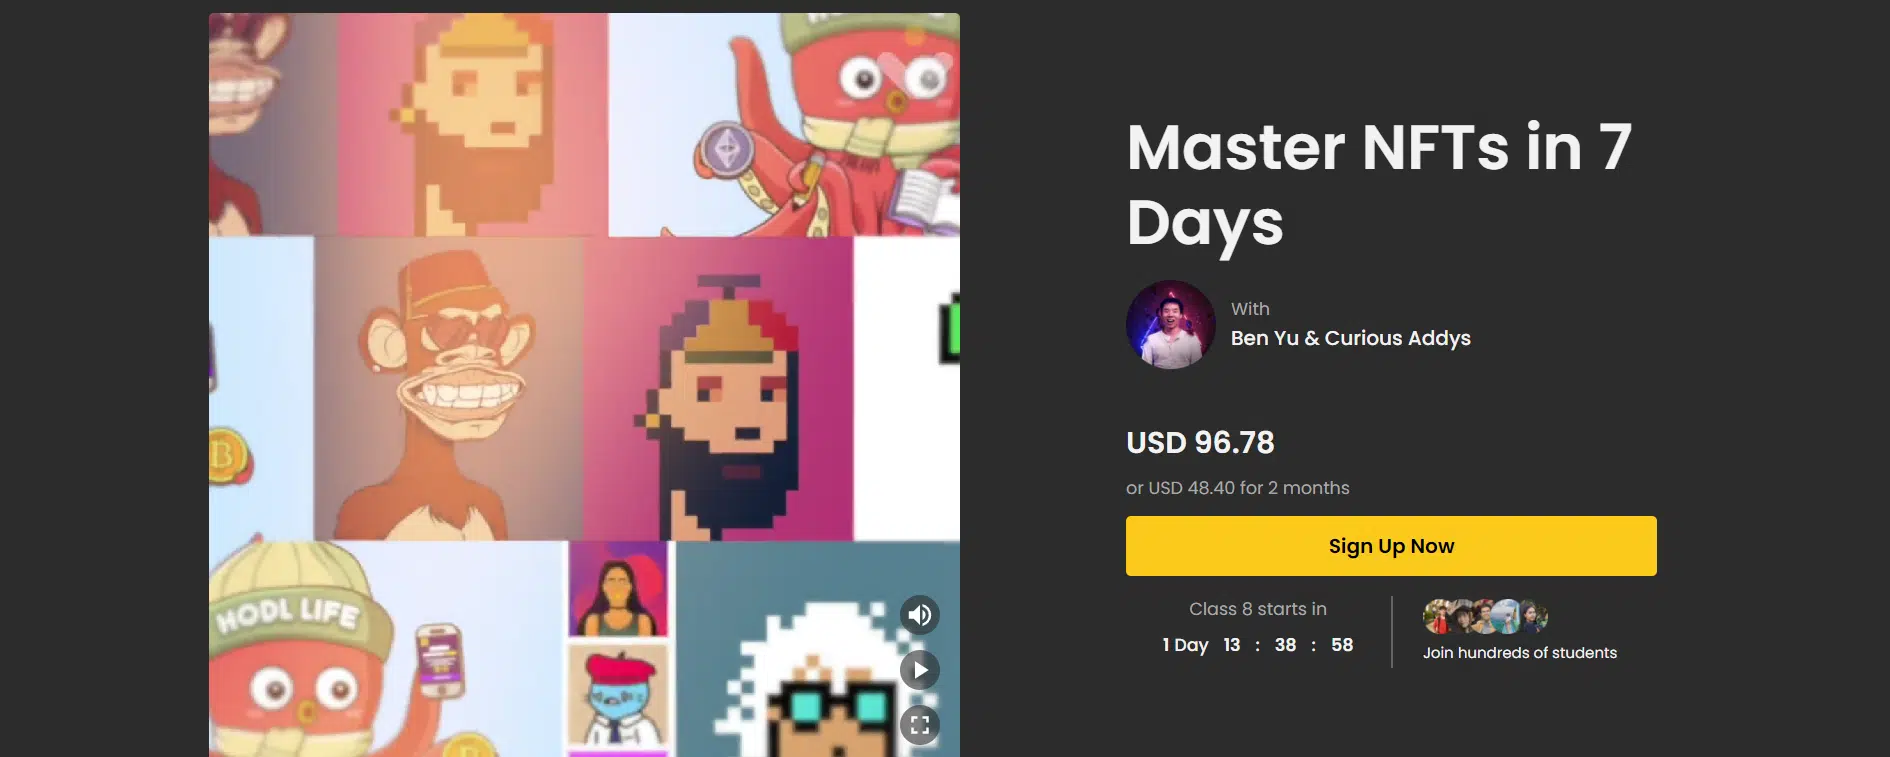 HODL LIFE
Master NFTs in 7
Days
With
Ben Yu & Curious Addys
USD 96.78
or USD 48.40 for 2 months
Sign Up Now
Class 8 starts in
1 Day 13 : 38 : 58
Join hundreds of students